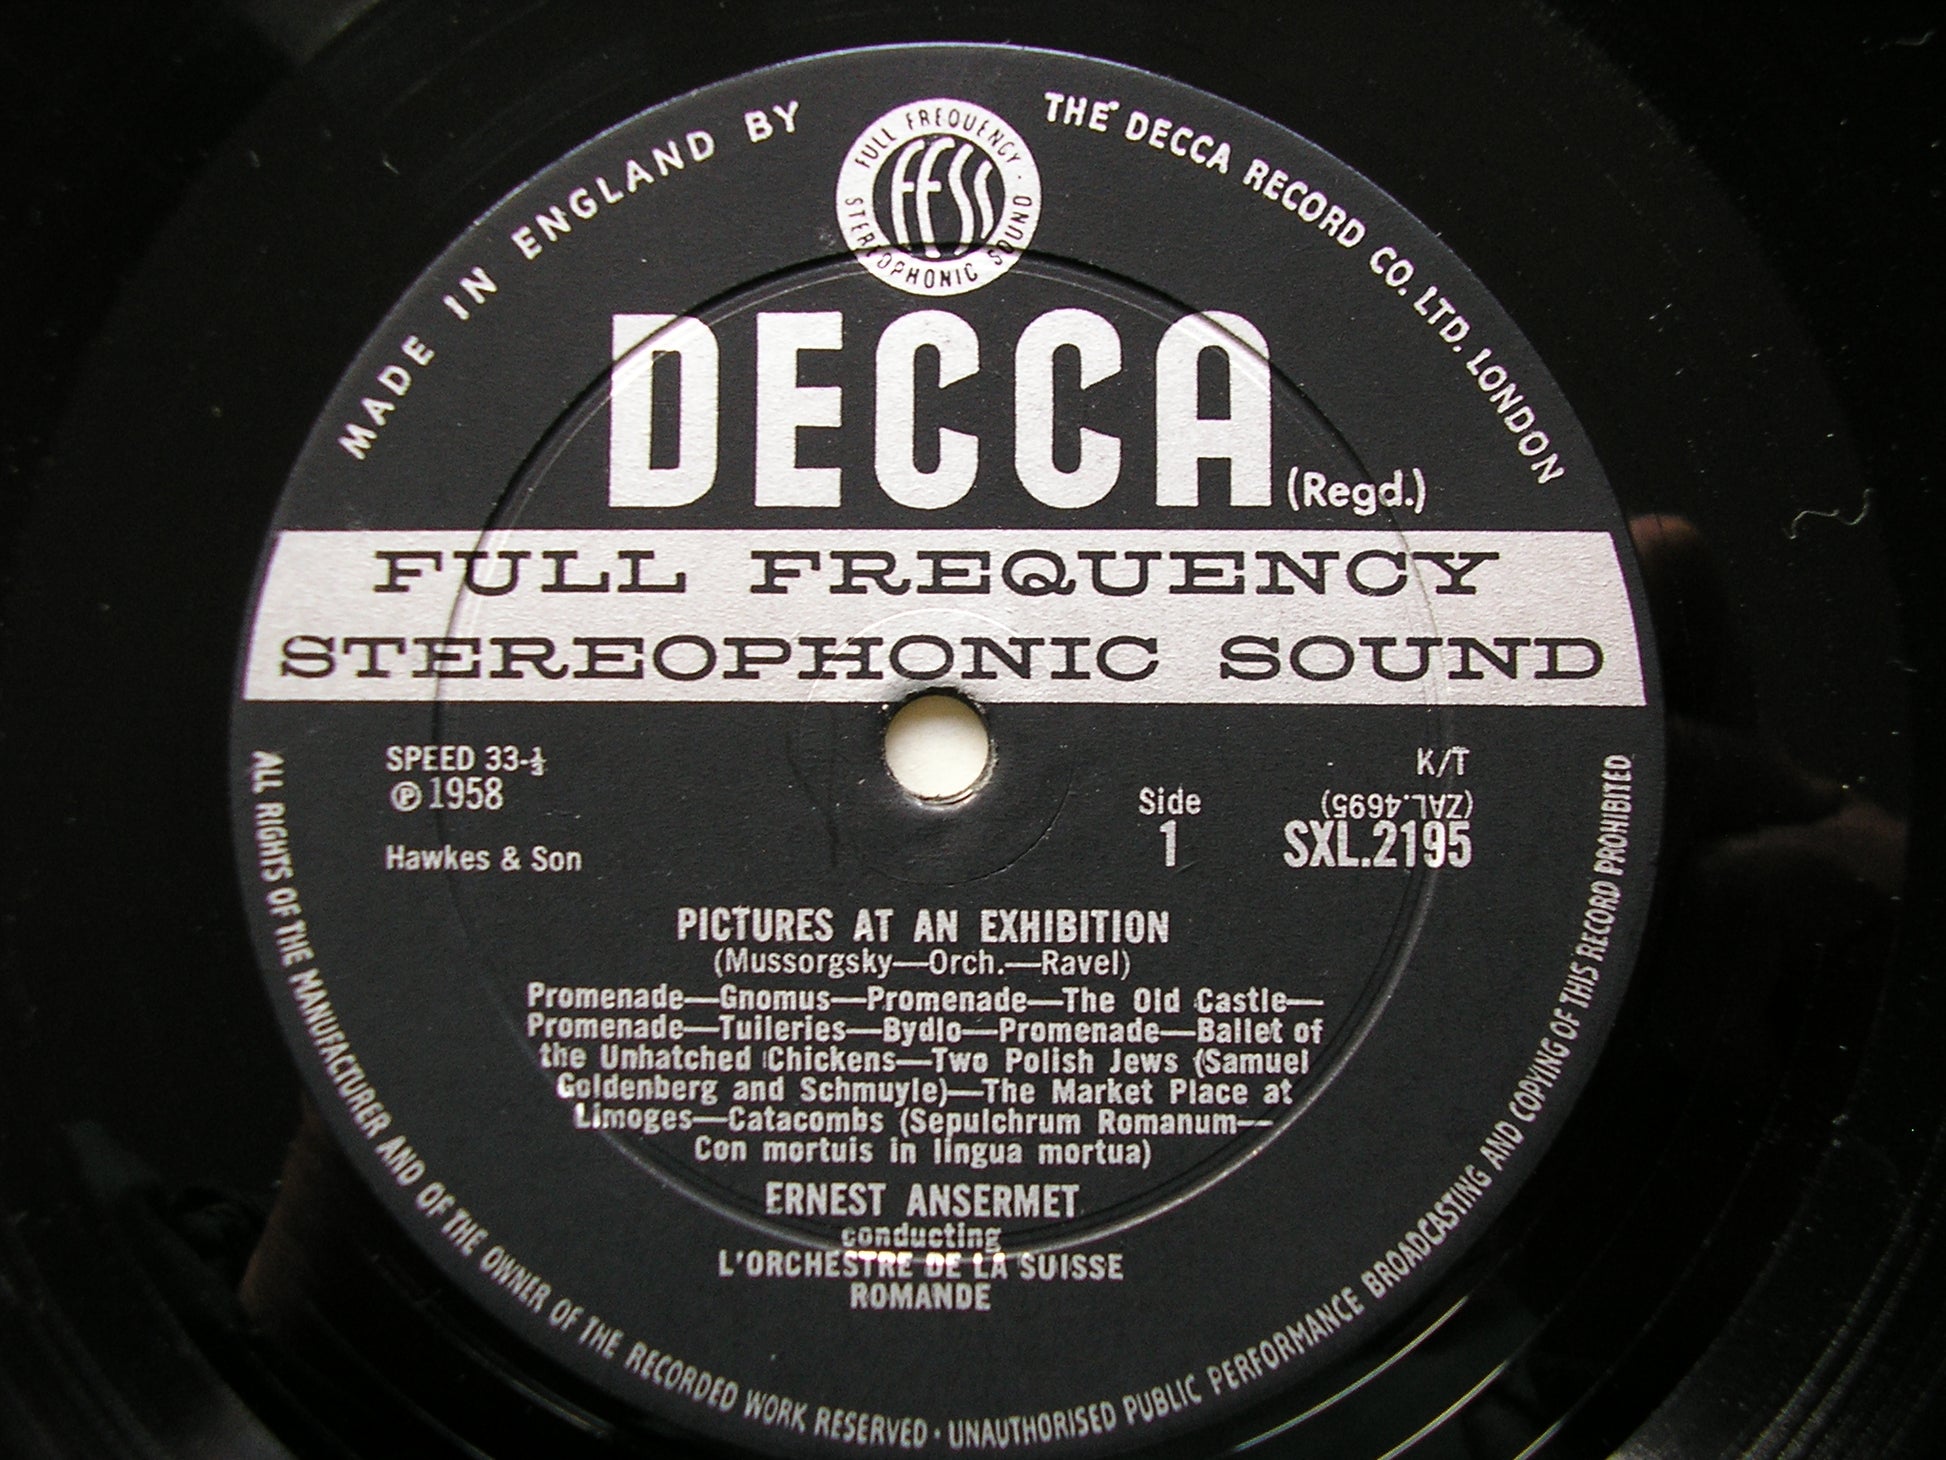 MADE IN ENGLAND BY
THE DECCA RECORD CO. LTD. LONDON
FULL FREQUENCY · STEREOPHONIC SOUND
FFSS
DECCA (Regd.)
FULL FREQUENCY
STEREOPHONIC SOUND
SPEED 33-⅓
℗ 1958
Hawkes & Son
K/T
(ZAL.4695)
Side
1
SXL.2195
PICTURES AT AN EXHIBITION
(Mussorgsky—Orch.—Ravel)
Promenade—Gnomus—Promenade—The Old Castle—
Promenade—Tuileries—Bydlo—Promenade—Ballet of
the Unhatched Chickens—Two Polish Jews (Samuel
Goldenberg and Schmuyle)—The Market Place at
Limoges—Catacombs (Sepulchrum Romanum—
Con mortuis in lingua mortua)
ERNEST ANSERMET
conducting
L'ORCHESTRE DE LA SUISSE
ROMANDE
ALL RIGHTS OF THE MANUFACTURER AND OF THE OWNER OF THE RECORDED WORK RESERVED · UNAUTHORISED PUBLIC PERFORMANCE BROADCASTING AND COPYING OF THIS RECORD PROHIBITED